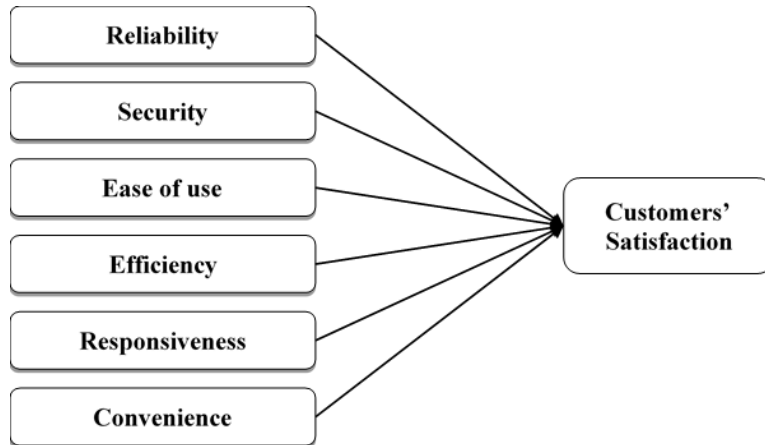 Reliability
Security
Ease of use
Efficiency
Responsiveness
Convenience
Customers’
Satisfaction